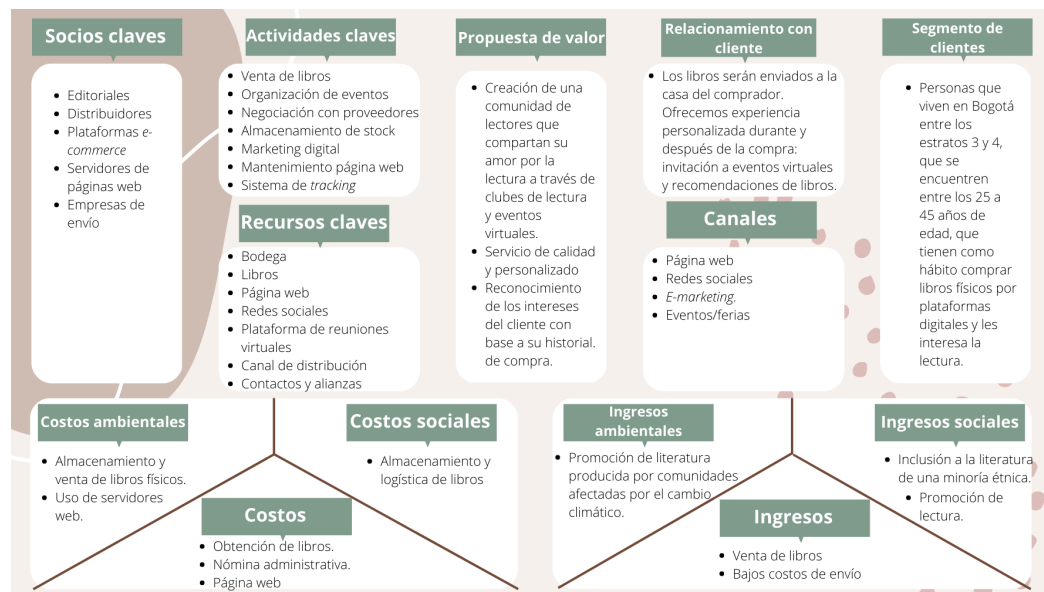 Socios claves
Editoriales
Distribuidores
Plataformas e-
commerce
Servidores de
páginas web
Empresas de
envío
Actividades claves
Venta de libros
Organización de eventos
Negociación con proveedores
Almacenamiento de stock
Marketing digital
Mantenimiento página web
Sistema de tracking
Recursos claves
Bodega
Libros
Página web
Redes sociales
Plataforma de reuniones
virtuales
Canal de distribución
Contactos y alianzas
Propuesta de valor
Creación de una
comunidad de
lectores que
compartan su
amor por la
lectura a través de
clubes de lectura
y eventos
virtuales.
Servicio de calidad
y personalizado
Reconocimiento
de los intereses
del cliente con
base a su historial.
de compra.
Relacionamiento con
cliente
Los libros serán enviados a la
casa del comprador.
Ofrecemos experiencia
personalizada durante y
después de la compra:
invitación a eventos virtuales
y recomendaciones de libros.
Canales
Página web
Redes sociales
E-marketing.
Eventos/ferias
Segmento de
clientes
Personas que
viven en Bogotá
entre los
estratos 3 y 4,
que se
encuentren
entre los 25 a
45 años de
edad, que
tienen como
hábito comprar
libros físicos por
plataformas
digitales y les
interesa la
lectura.
Costos ambientales
Almacenamiento y
venta de libros físicos.
Uso de servidores
web.
Costos sociales
Almacenamiento y
logística de libros
Costos
Obtención de libros.
Nómina administrativa.
Página web
Ingresos
ambientales
Promoción de literatura
producida por comunidades
afectadas por el cambio
climático.
Ingresos sociales
Inclusión a la literatura
de una minoría étnica.
Promoción de
lectura.
Ingresos
Venta de libros
Bajos costos de envío